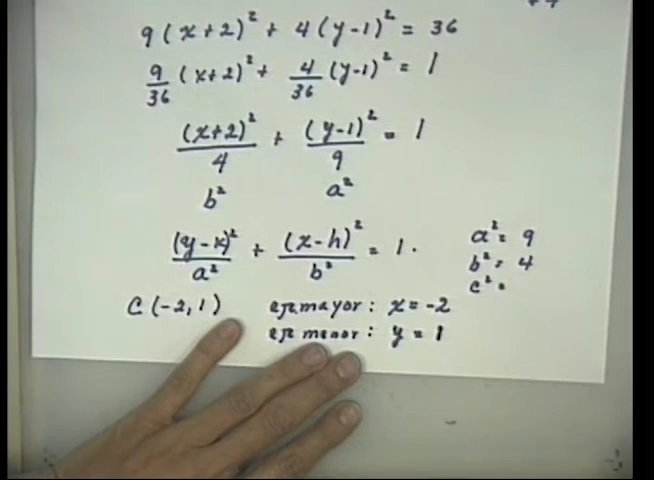 9(x+2)² + 4(y-1)² = 36
9/36 (x+2)² + 4/36 (y-1)² = 1
(x+2)²/4 + (y-1)²/9 = 1
b² a²
(y-k)²/a² + (x-h)²/b² = 1.
a² = 9
b² = 4
c² =
C(-2,1) eje mayor: x = -2
eje menor: y = 1